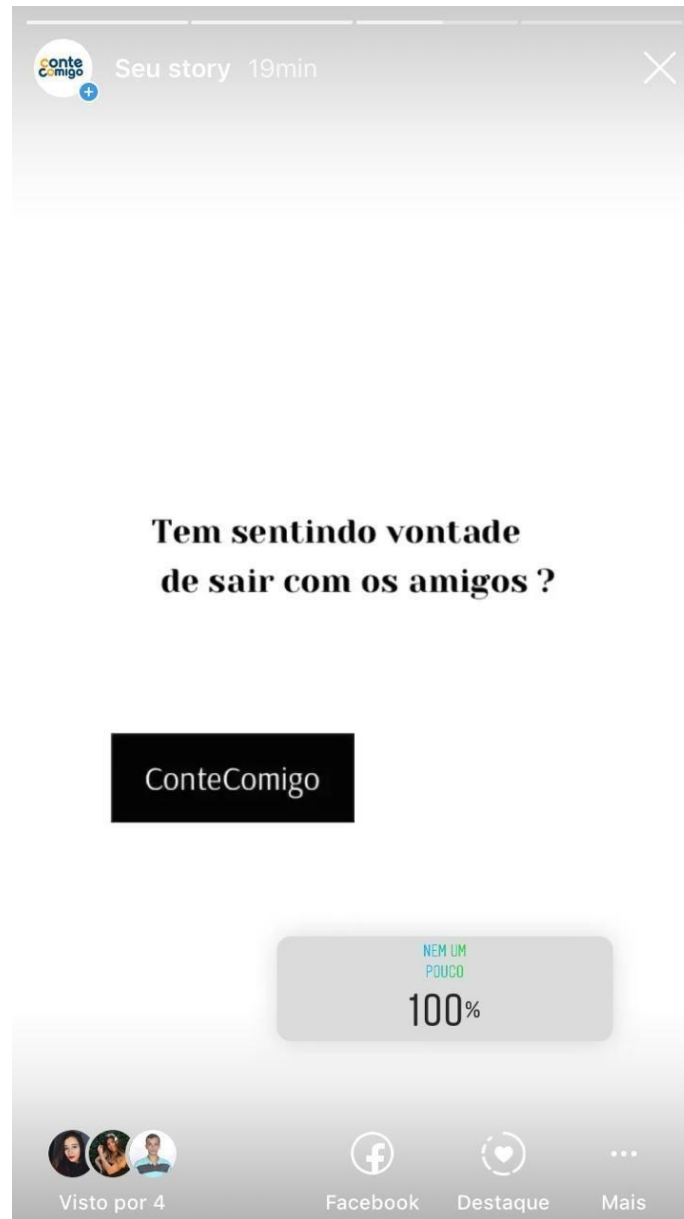 conte
comigo
Seu story 19min
Tem sentindo vontade
de sair com os amigos ?
ConteComigo
NEM UM
POUCO
100%
Visto por 4
Facebook
Destaque
Mais